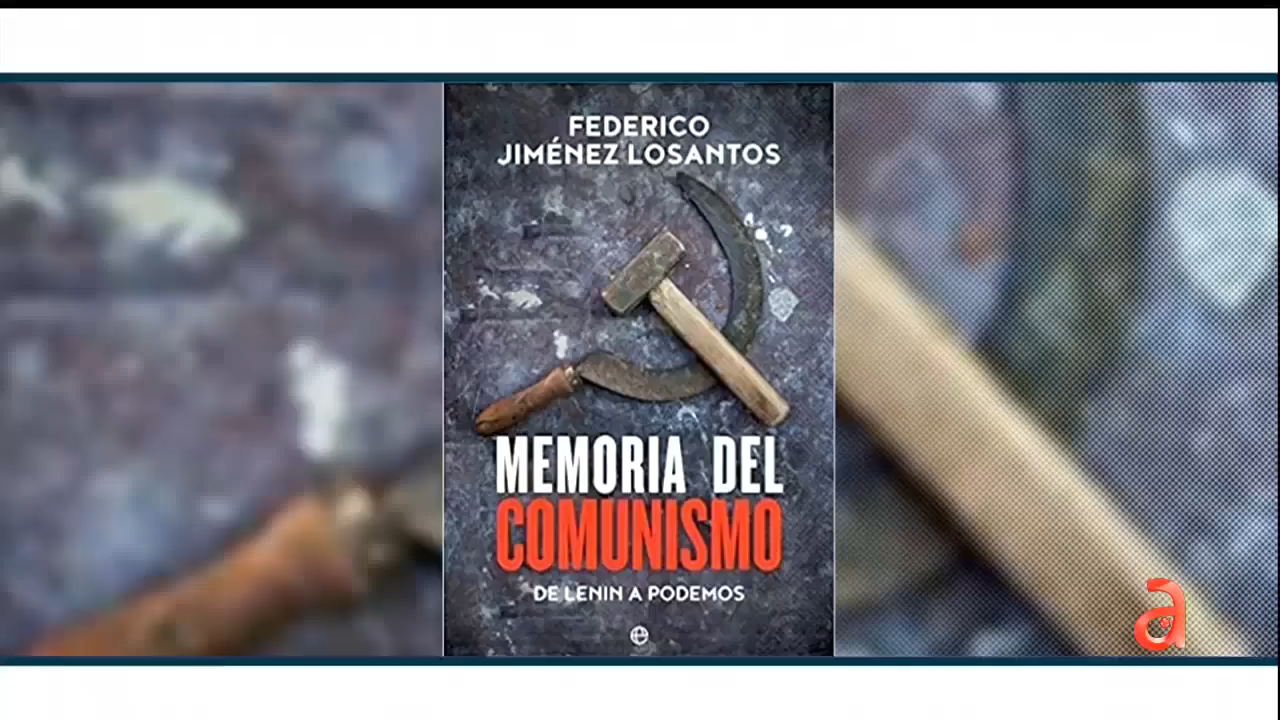 FEDERICO
JIMÉNEZ LOSANTOS
MEMORIA DEL
COMUNISMO
DE LENIN A PODEMOS
a